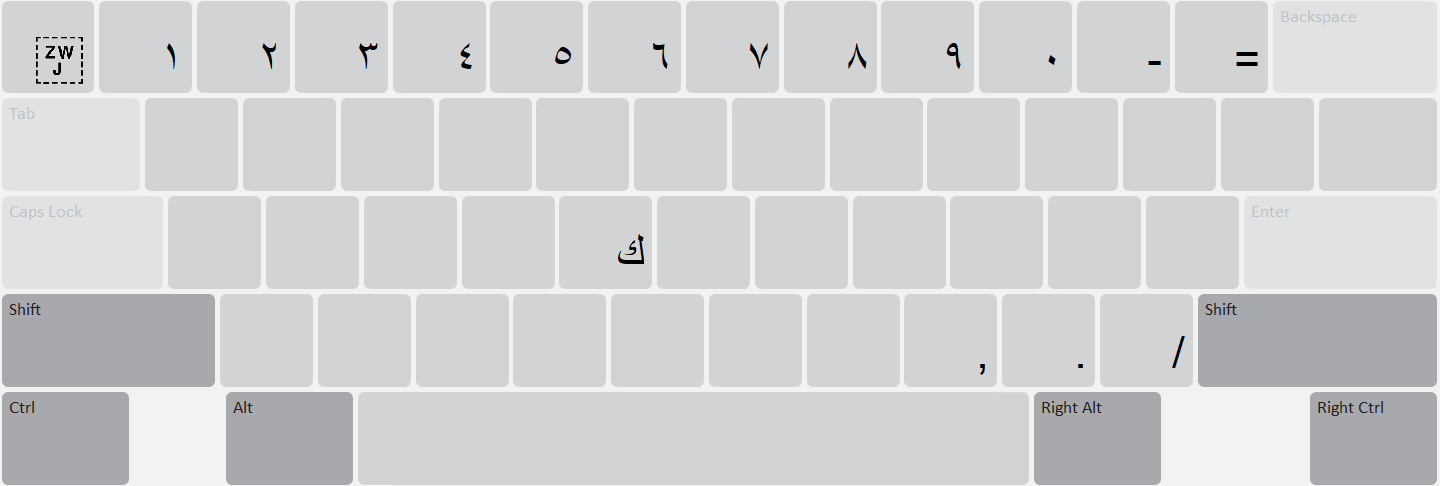 ZW J ١ ٢ ٣ ٤ ٥ ٦ ٧ ٨ ٩ ٠ - = Backspace
Tab
Caps Lock ك Enter
Shift , . / Shift
Ctrl Alt Right Alt Right Ctrl